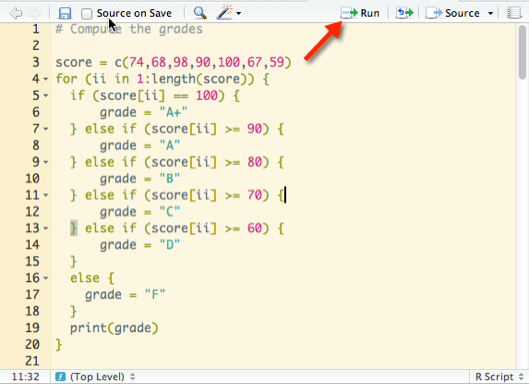 Source on Save Run Source
1 # Compute the grades
2
3 score = c(74,68,98,90,100,67,59)
4 for (ii in 1:length(score)) {
5 if (score[ii] == 100) {
6 grade = "A+"
7 } else if (score[ii] >= 90) {
8 grade = "A"
9 } else if (score[ii] >= 80) {
10 grade = "B"
11 } else if (score[ii] >= 70) {
12 grade = "C"
13 } else if (score[ii] >= 60) {
14 grade = "D"
15 }
16 else {
17 grade = "F"
18 }
19 print(grade)
20 }
21
11:32 (Top Level) R Script